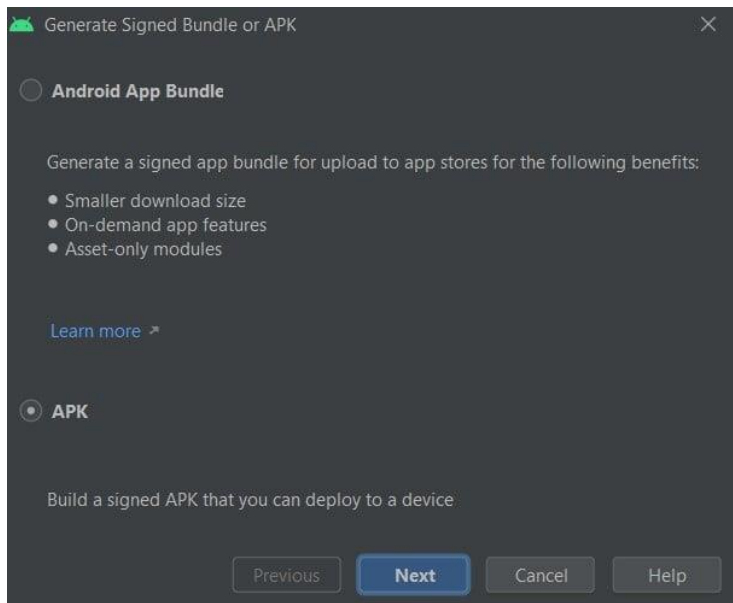 Generate Signed Bundle or APK
Android App Bundle
Generate a signed app bundle for upload to app stores for the following benefits:
• Smaller download size
• On-demand app features
• Asset-only modules
Learn more ↗
APK
Build a signed APK that you can deploy to a device
Previous Next Cancel Help